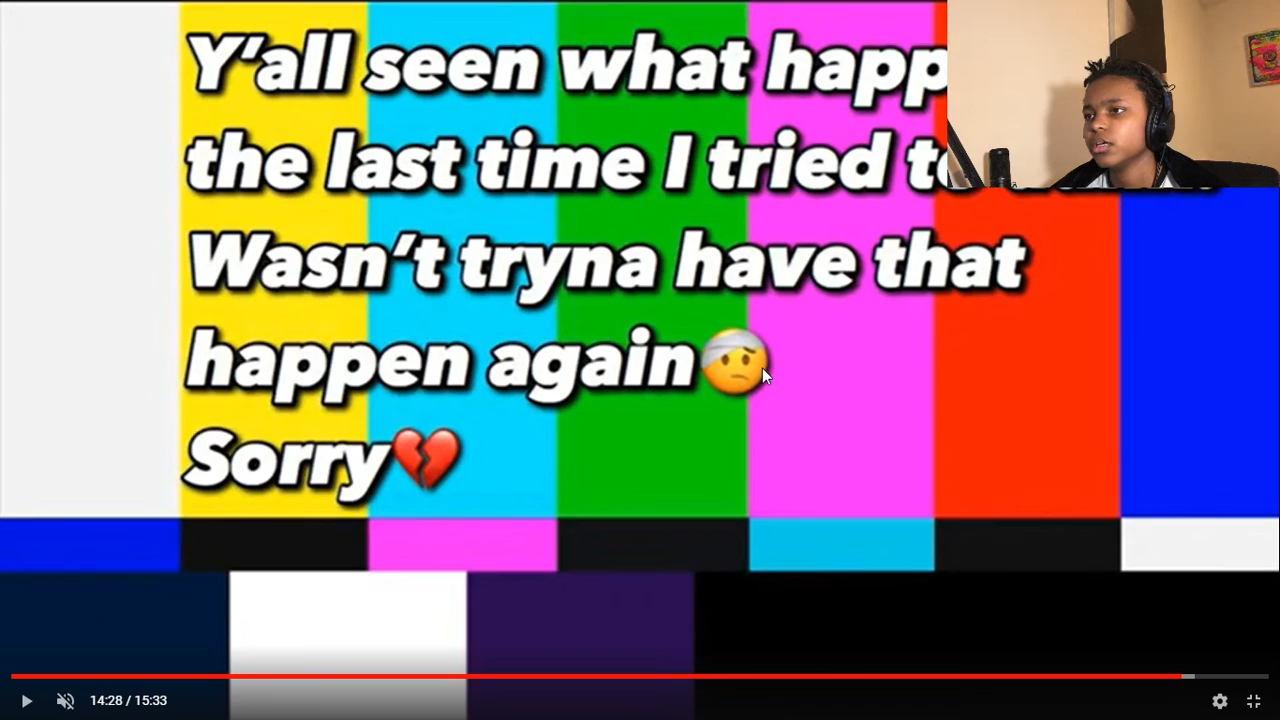 Y'all seen what happ
the last time I tried
Wasn't tryna have that
happen again🤕
Sorry💔
14:28 / 15:33